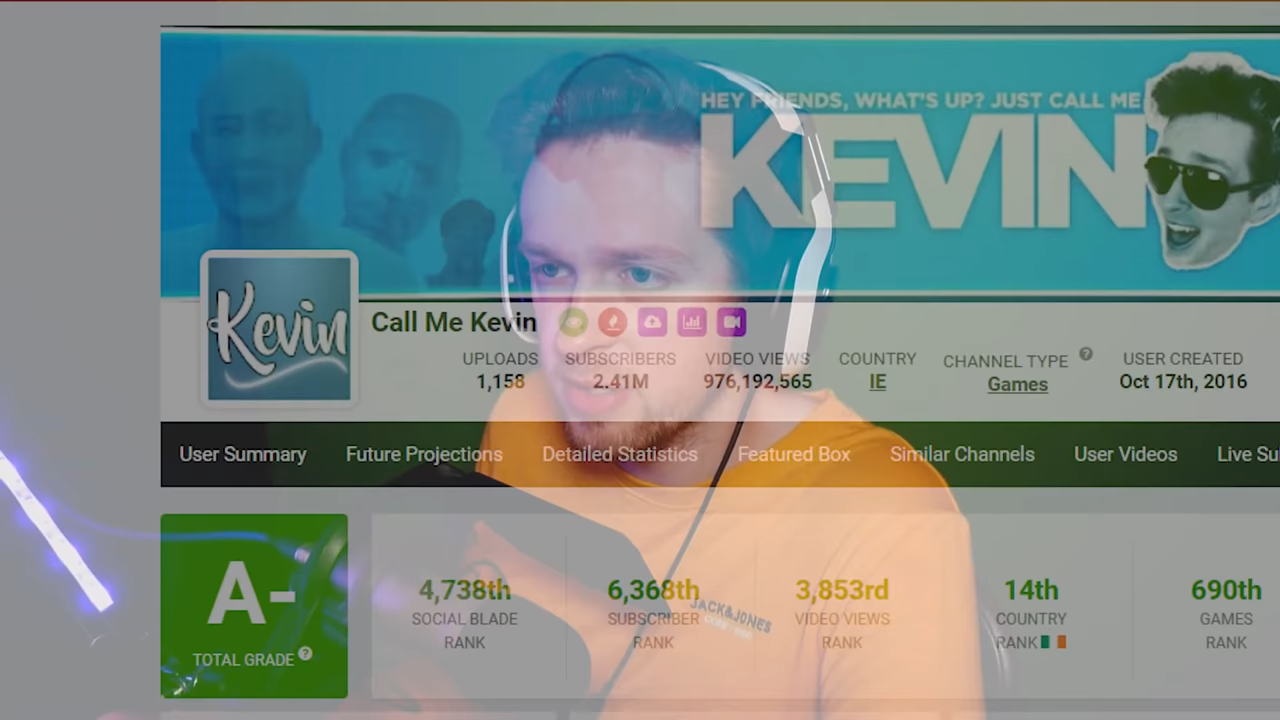 HEY FRIENDS, WHAT'S UP? JUST CALL ME
KEVIN
Kevin
Call Me Kevin
UPLOADS
1,158
SUBSCRIBERS
2.41M
VIDEO VIEWS
976,192,565
COUNTRY
IE
CHANNEL TYPE ?
Games
USER CREATED
Oct 17th, 2016
User Summary
Future Projections
Detailed Statistics
Featured Box
Similar Channels
User Videos
Live
A-
TOTAL GRADE ?
4,738th
SOCIAL BLADE
RANK
6,368th
SUBSCRIBER
RANK
3,853rd
VIDEO VIEWS
RANK
14th
COUNTRY
RANK
690th
GAMES
RANK
JACK&JONES